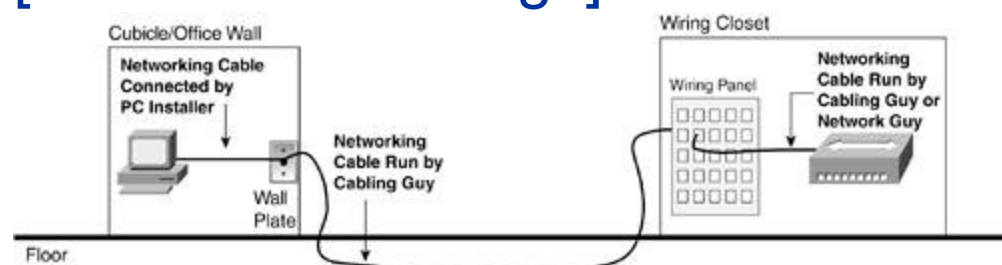 Cubicle/Office Wall
Networking Cable
Connected by
PC Installer
Wall
Plate
Networking
Cable Run by
Cabling Guy
Wiring Closet
Wiring Panel
Networking
Cable Run by
Cabling Guy or
Network Guy
Floor